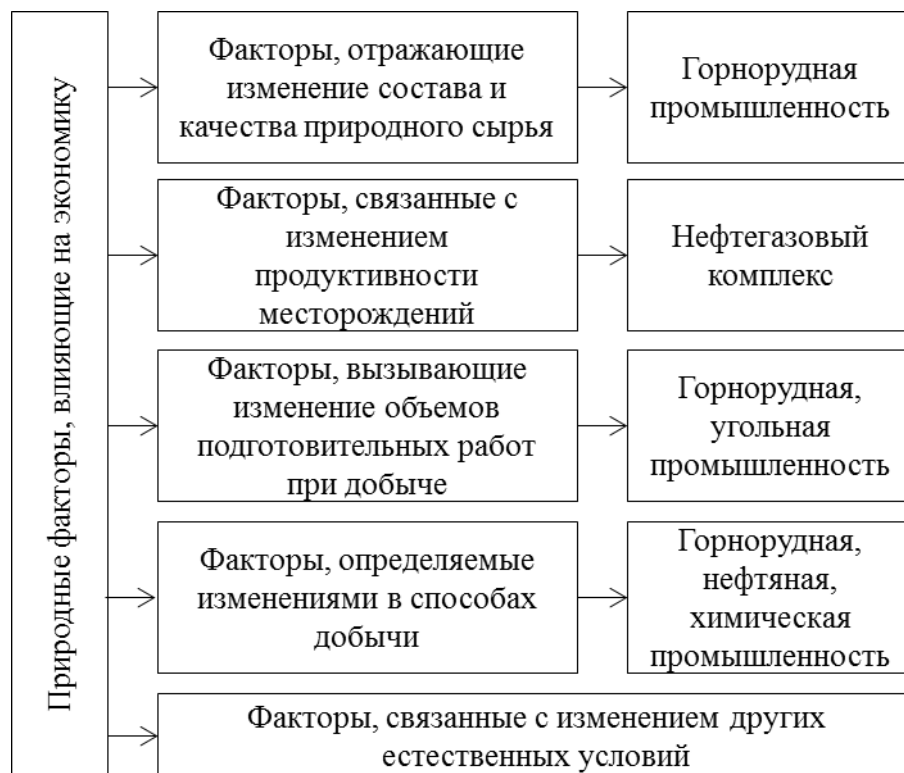 Природные факторы, влияющие на экономику
Факторы, отражающие
изменение состава и
качества природного сырья
Горнорудная
промышленность
Факторы, связанные с
изменением
продуктивности
месторождений
Нефтегазовый
комплекс
Факторы, вызывающие
изменение объемов
подготовительных работ
при добыче
Горнорудная,
угольная
промышленность
Факторы, определяемые
изменениями в способах
добычи
Горнорудная,
нефтяная,
химическая
промышленность
Факторы, связанные с изменением других
естественных условий